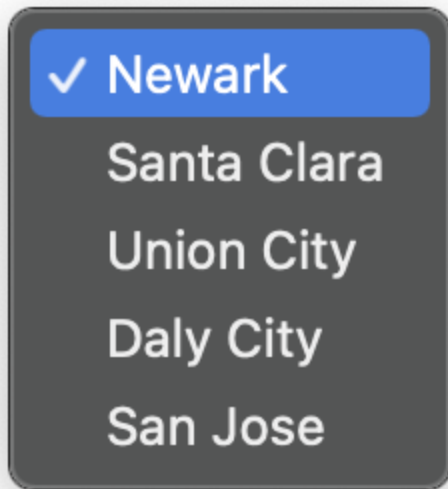 Newark
Santa Clara
Union City
Daly City
San Jose